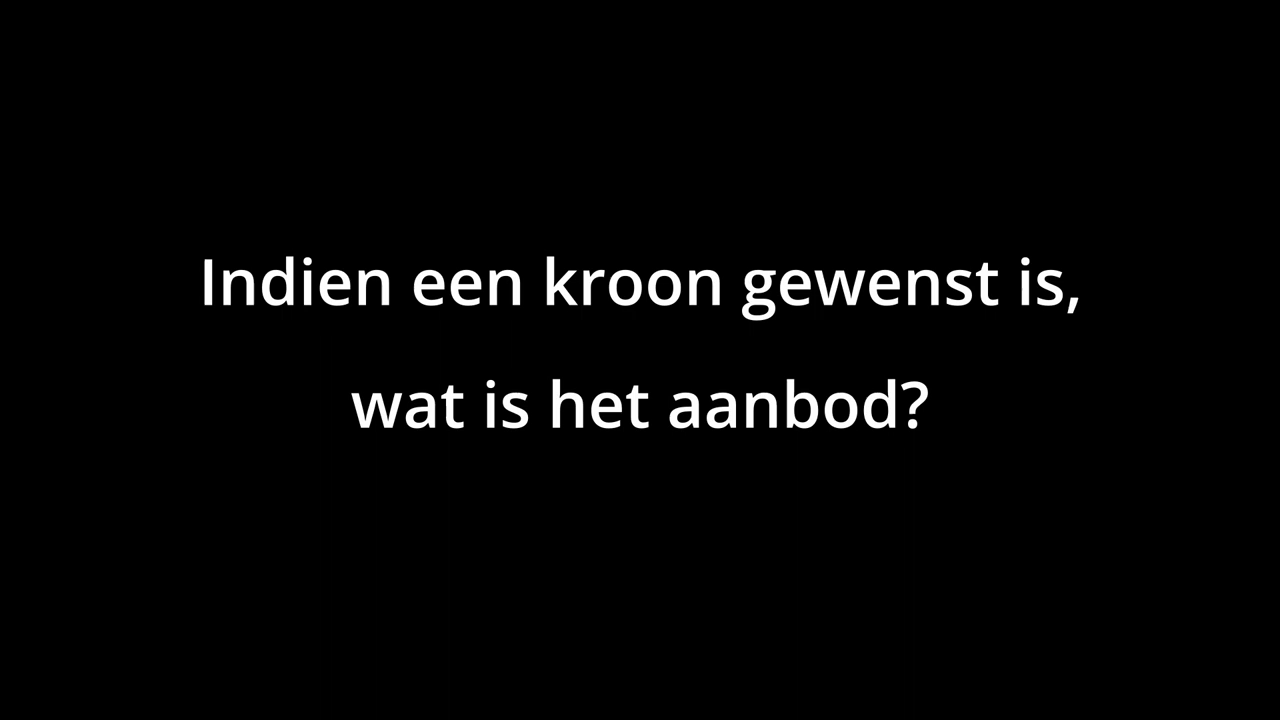 Indien een kroon gewenst is,
wat is het aanbod?